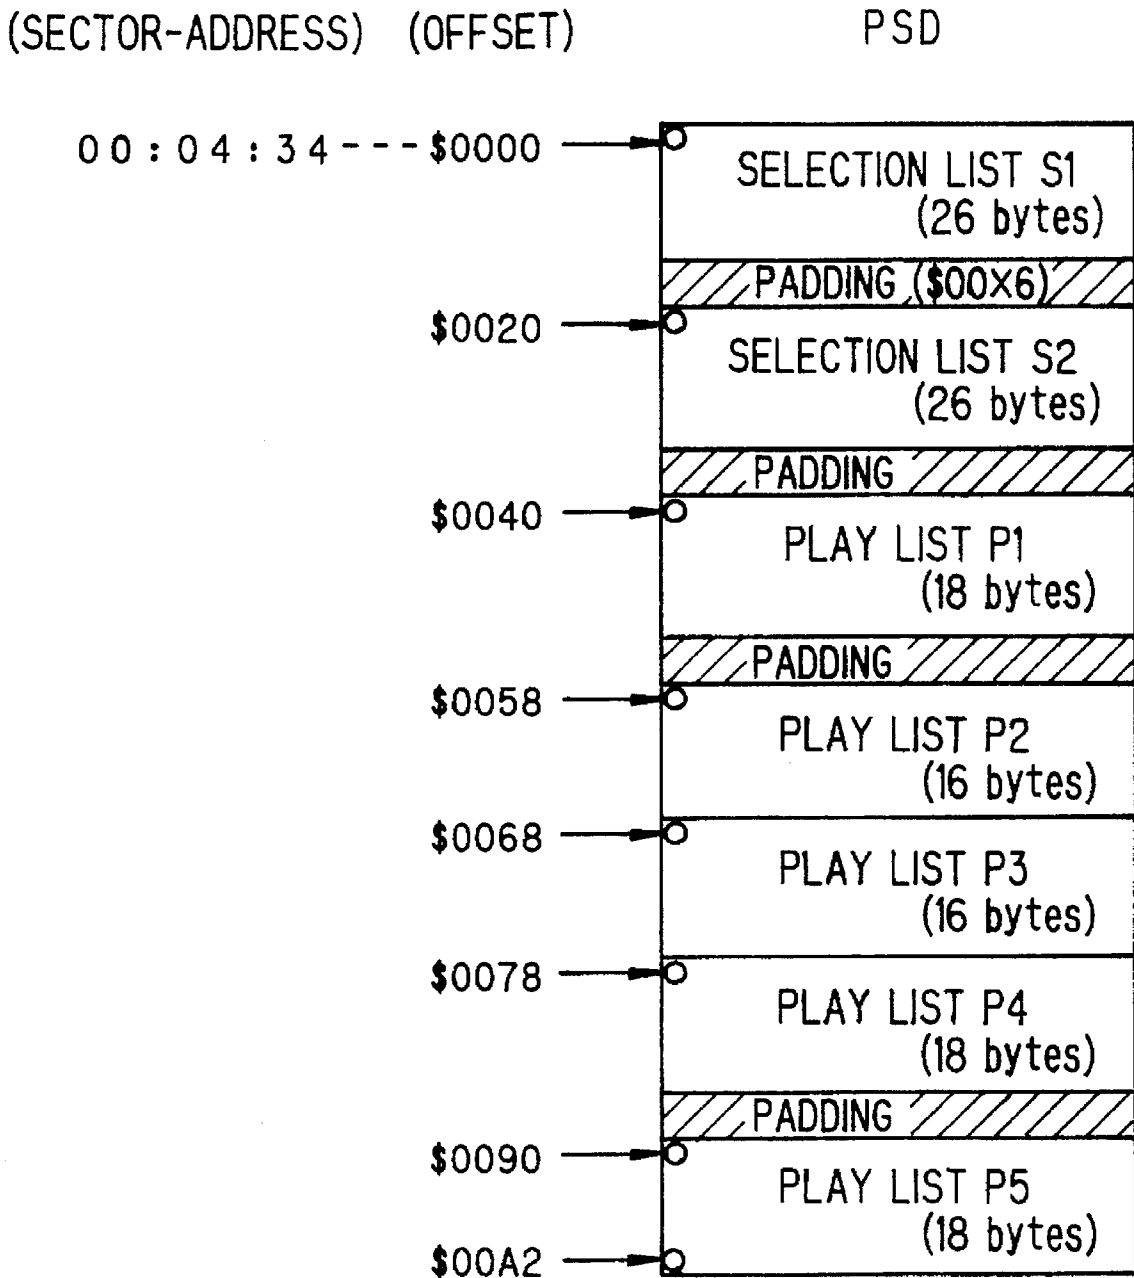 (SECTOR-ADDRESS) (OFFSET) PSD
00:04:34---$0000
SELECTION LIST S1
(26 bytes)
PADDING ($00X6)
$0020
SELECTION LIST S2
(26 bytes)
PADDING
$0040
PLAY LIST P1
(18 bytes)
PADDING
$0058
PLAY LIST P2
(16 bytes)
$0068
PLAY LIST P3
(16 bytes)
$0078
PLAY LIST P4
(18 bytes)
PADDING
$0090
PLAY LIST P5
(18 bytes)
$00A2